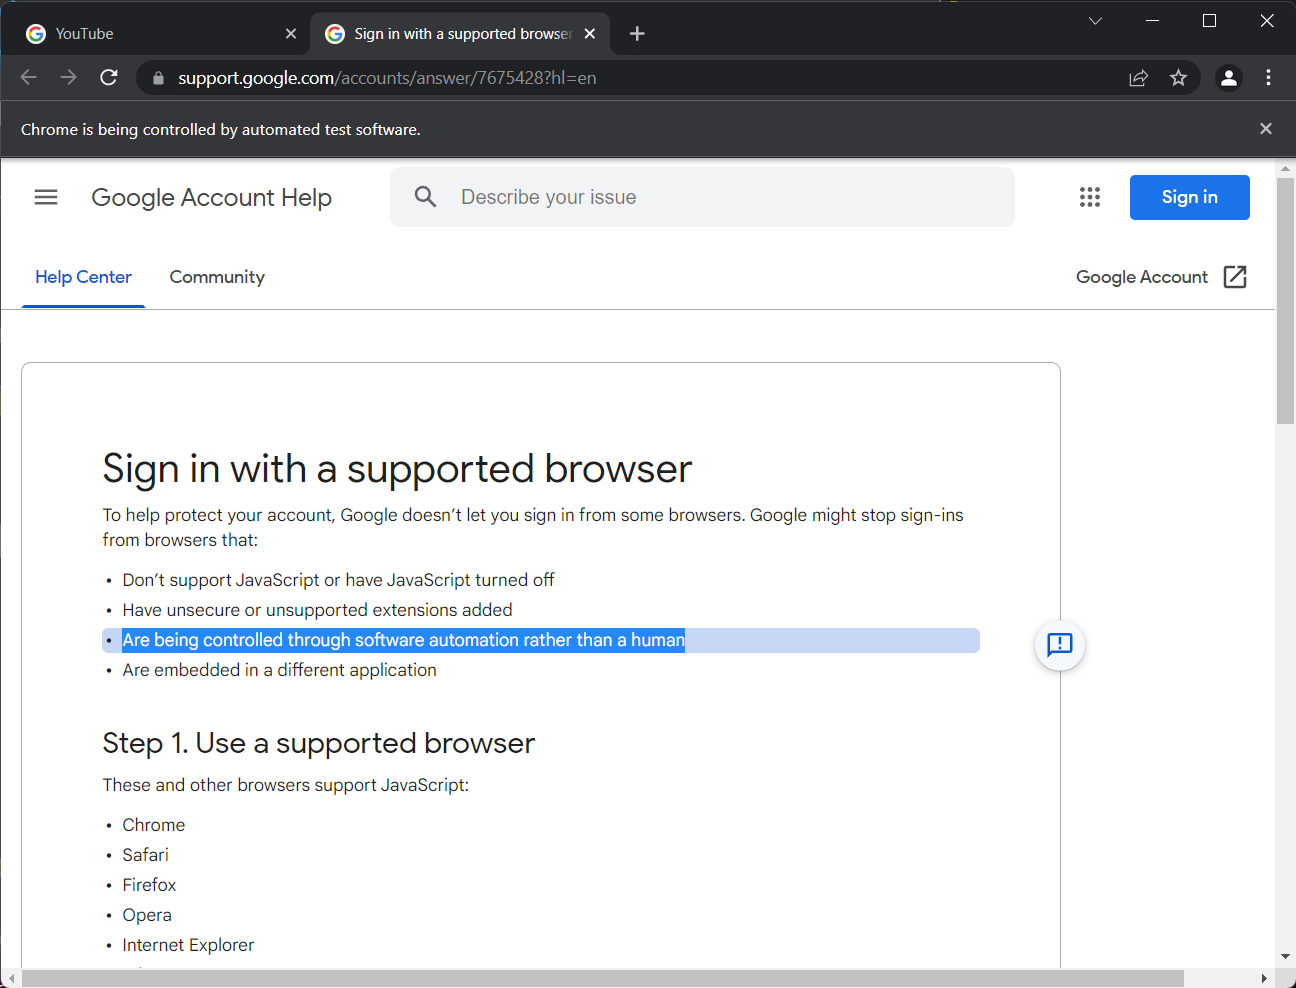 YouTube
Sign in with a supported browser
support.google.com/accounts/answer/7675428?hl=en
Chrome is being controlled by automated test software.
Google Account Help
Describe your issue
Sign in
Help Center
Community
Google Account
Sign in with a supported browser
To help protect your account, Google doesn’t let you sign in from some browsers. Google might stop sign-ins
from browsers that:
• Don’t support JavaScript or have JavaScript turned off
• Have unsecure or unsupported extensions added
• Are being controlled through software automation rather than a human
• Are embedded in a different application
Step 1. Use a supported browser
These and other browsers support JavaScript:
• Chrome
• Safari
• Firefox
• Opera
• Internet Explorer